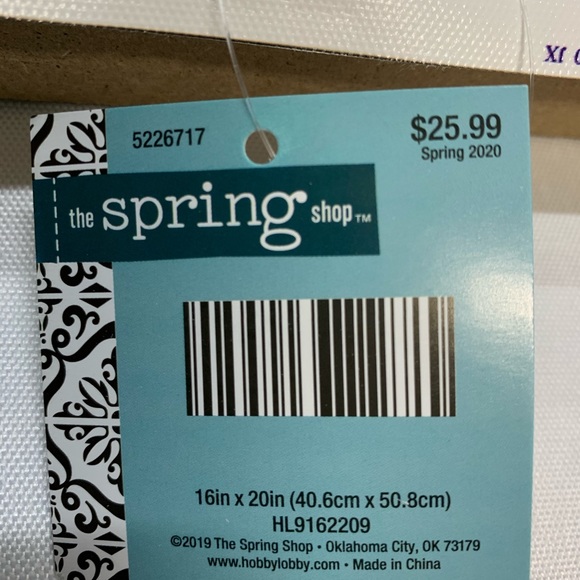 5226717
$25.99
Spring 2020
the spring shop™
16in x 20in (40.6cm x 50.8cm)
HL9162209
©2019 The Spring Shop • Oklahoma City, OK 73179
www.hobbylobby.com • Made in China